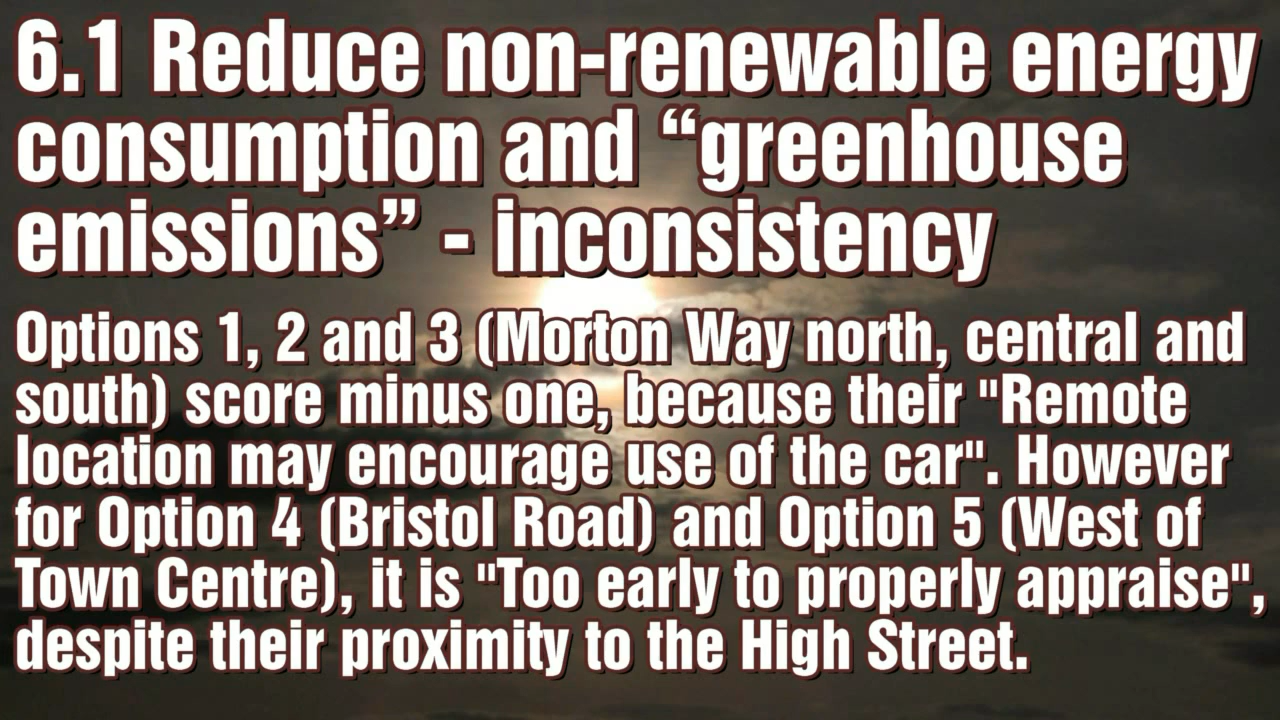 6.1 Reduce non-renewable energy
consumption and “greenhouse
emissions” - inconsistency
Options 1, 2 and 3 (Morton Way north, central and
south) score minus one, because their "Remote
location may encourage use of the car". However
for Option 4 (Bristol Road) and Option 5 (West of
Town Centre), it is "Too early to properly appraise",
despite their proximity to the High Street.